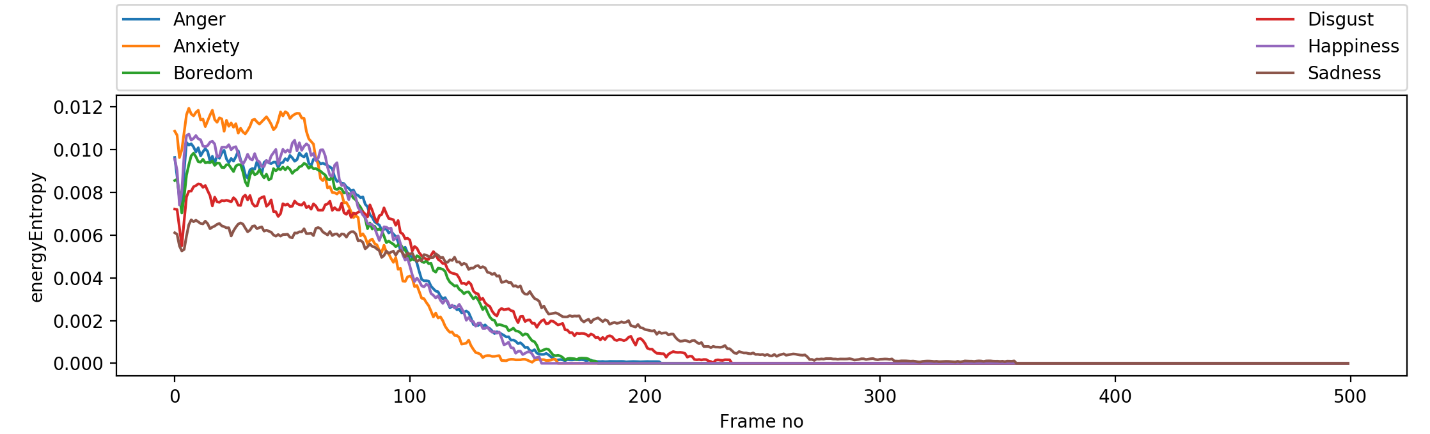 Anger
Anxiety
Boredom
Disgust
Happiness
Sadness
energyEntropy
0.012
0.010
0.008
0.006
0.004
0.002
0.000
0 100 200 300 400 500
Frame no